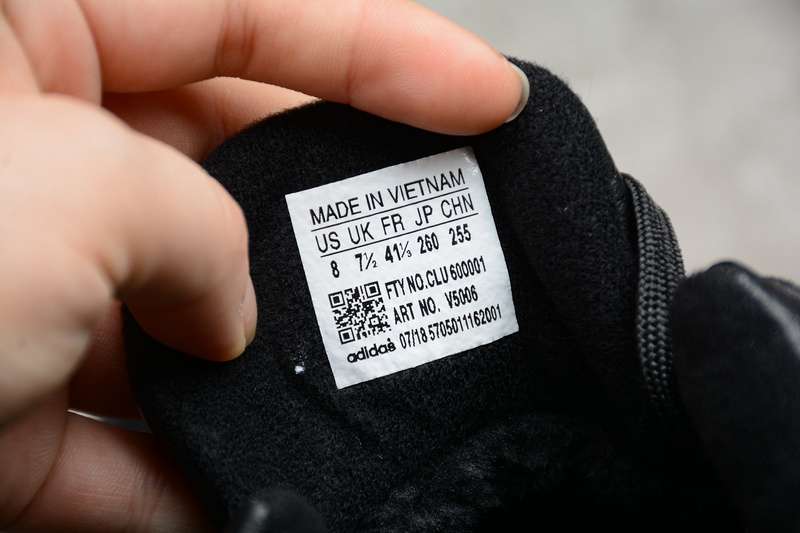 MADE IN VIETNAM
US UK FR JP CHN
8 7½ 41⅓ 260 255
FTY NO.CLU 600001
ART NO. V5006
adidas 07/18 5705011162001